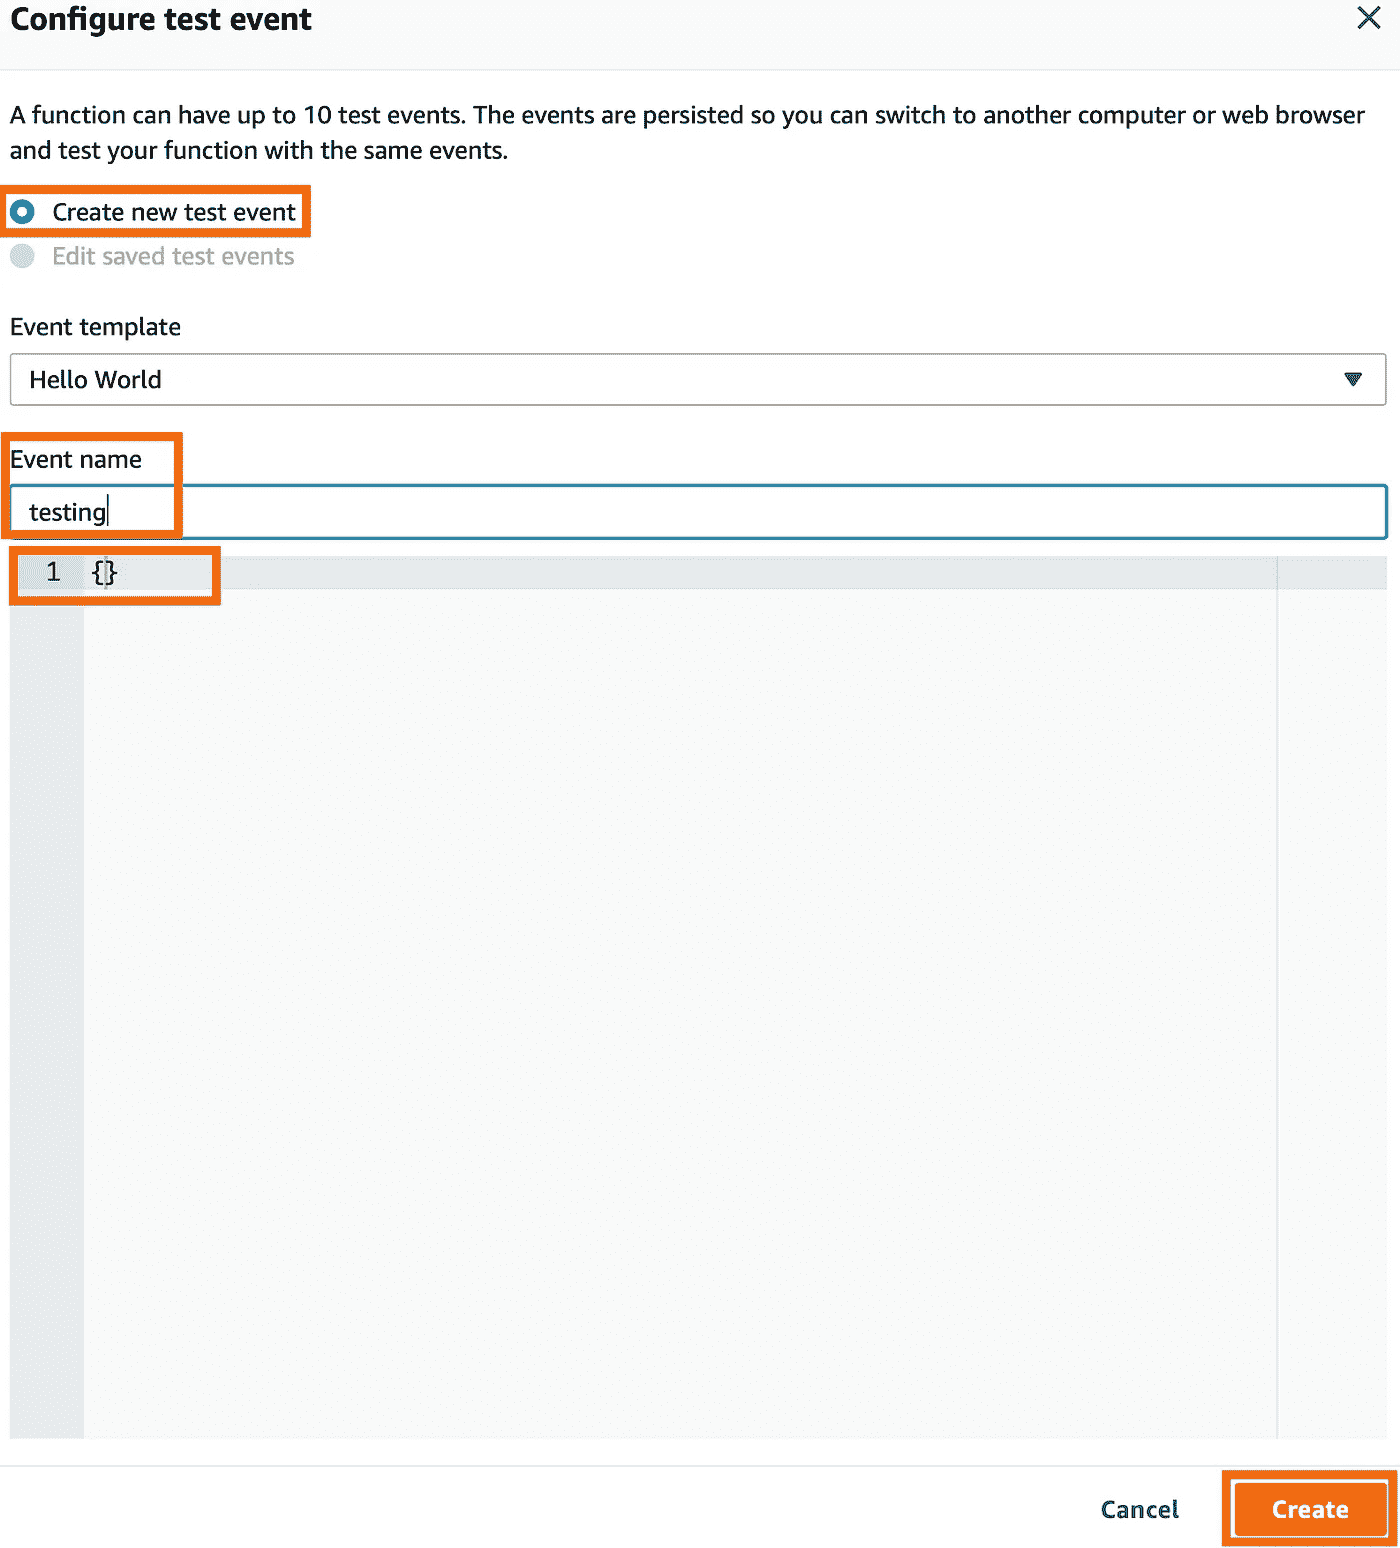 Configure test event
A function can have up to 10 test events. The events are persisted so you can switch to another computer or web browser
and test your function with the same events.
Create new test event
Edit saved test events
Event template
Hello World
Event name
testing
1 {}
Cancel
Create